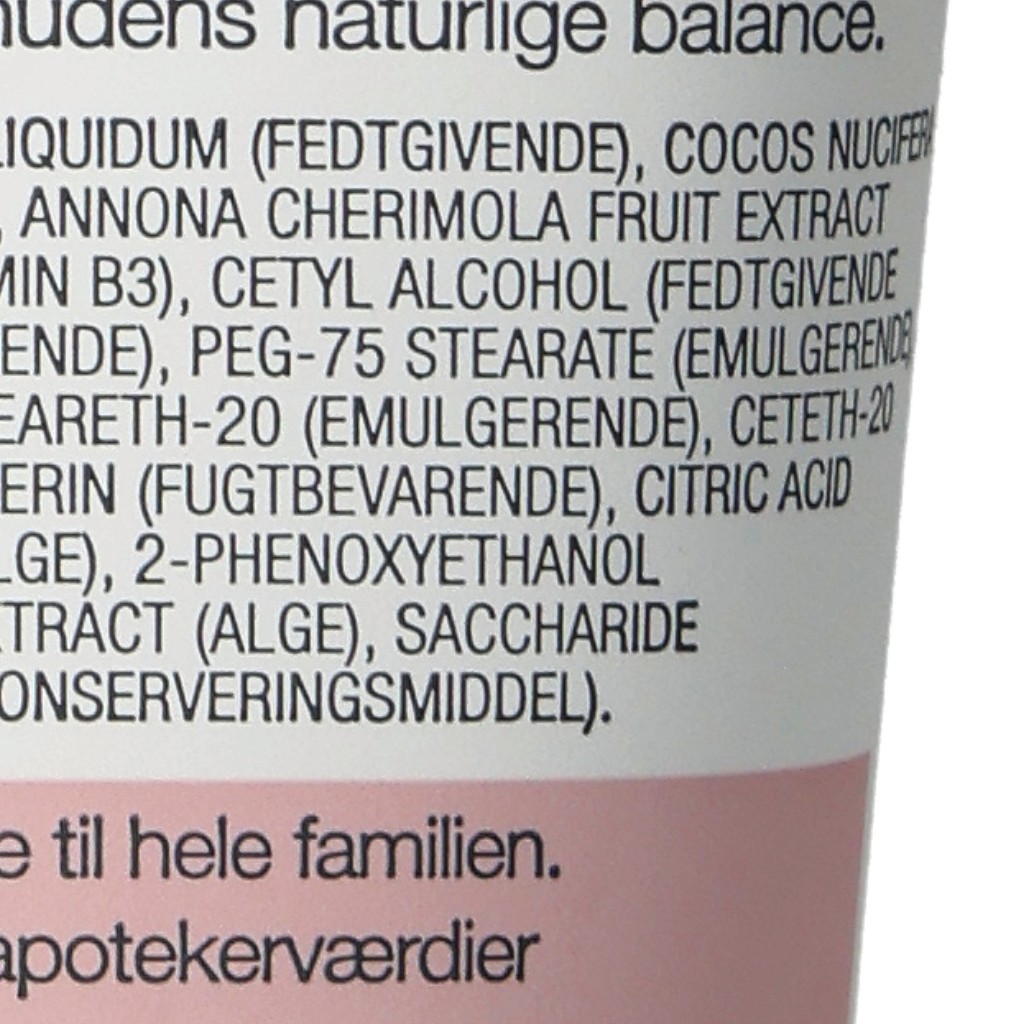 hudens naturlige balance.
LIQUIDUM (FEDTGIVENDE), COCOS NUCIFERA
, ANNONA CHERIMOLA FRUIT EXTRACT
MIN B3), CETYL ALCOHOL (FEDTGIVENDE
ENDE), PEG-75 STEARATE (EMULGERENDE)
EARETH-20 (EMULGERENDE), CETETH-20
ERIN (FUGTBEVARENDE), CITRIC ACID
LGE), 2-PHENOXYETHANOL
XTRACT (ALGE), SACCHARIDE
ONSERVERINGSMIDDEL).
e til hele familien.
apotekerværdier